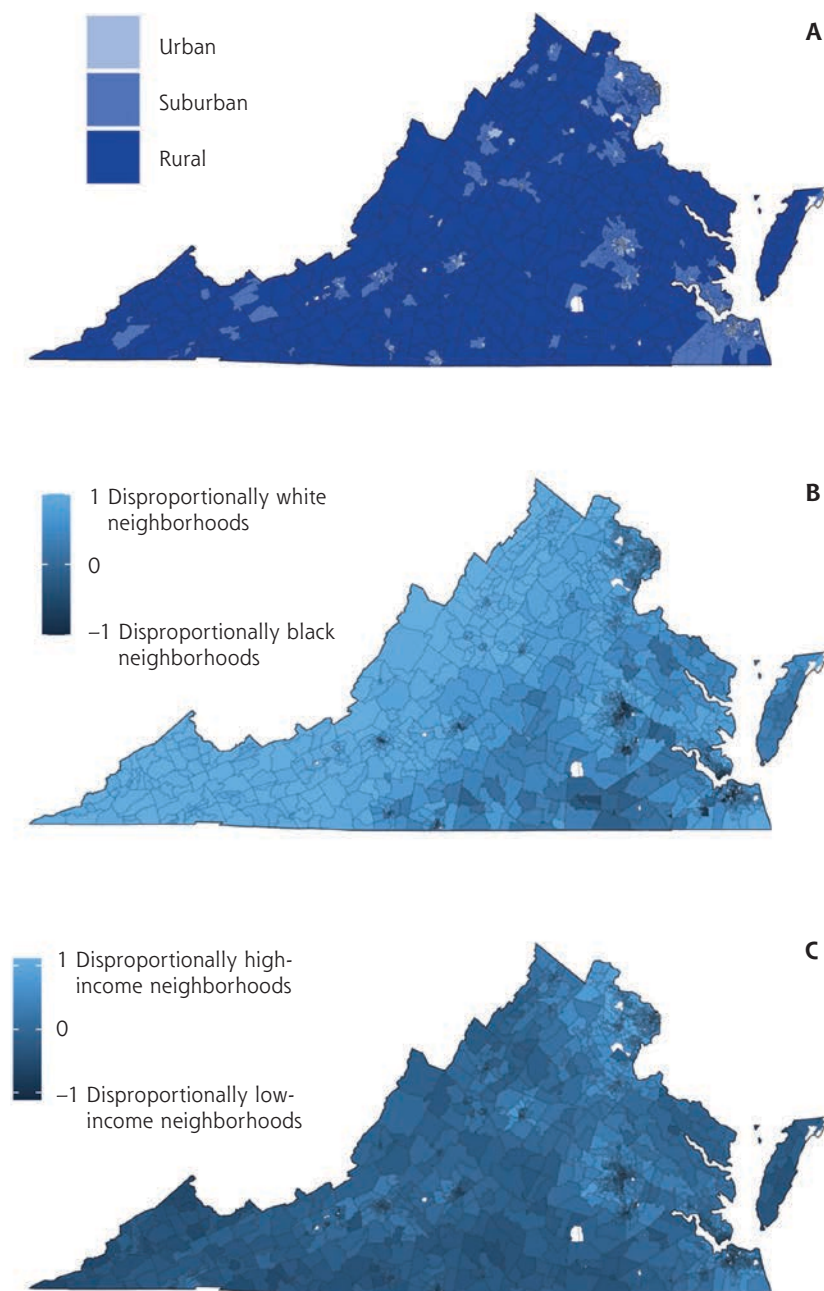 A
Urban
Suburban
Rural
B
1 Disproportionally white
neighborhoods
0
–1 Disproportionally black
neighborhoods
C
1 Disproportionally high-
income neighborhoods
0
–1 Disproportionally low-
income neighborhoods